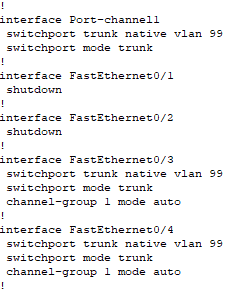 !
interface Port-channel1
 switchport trunk native vlan 99
 switchport mode trunk
!
interface FastEthernet0/1
 shutdown
!
interface FastEthernet0/2
 shutdown
!
interface FastEthernet0/3
 switchport trunk native vlan 99
 switchport mode trunk
 channel-group 1 mode auto
!
interface FastEthernet0/4
 switchport trunk native vlan 99
 switchport mode trunk
 channel-group 1 mode auto
!